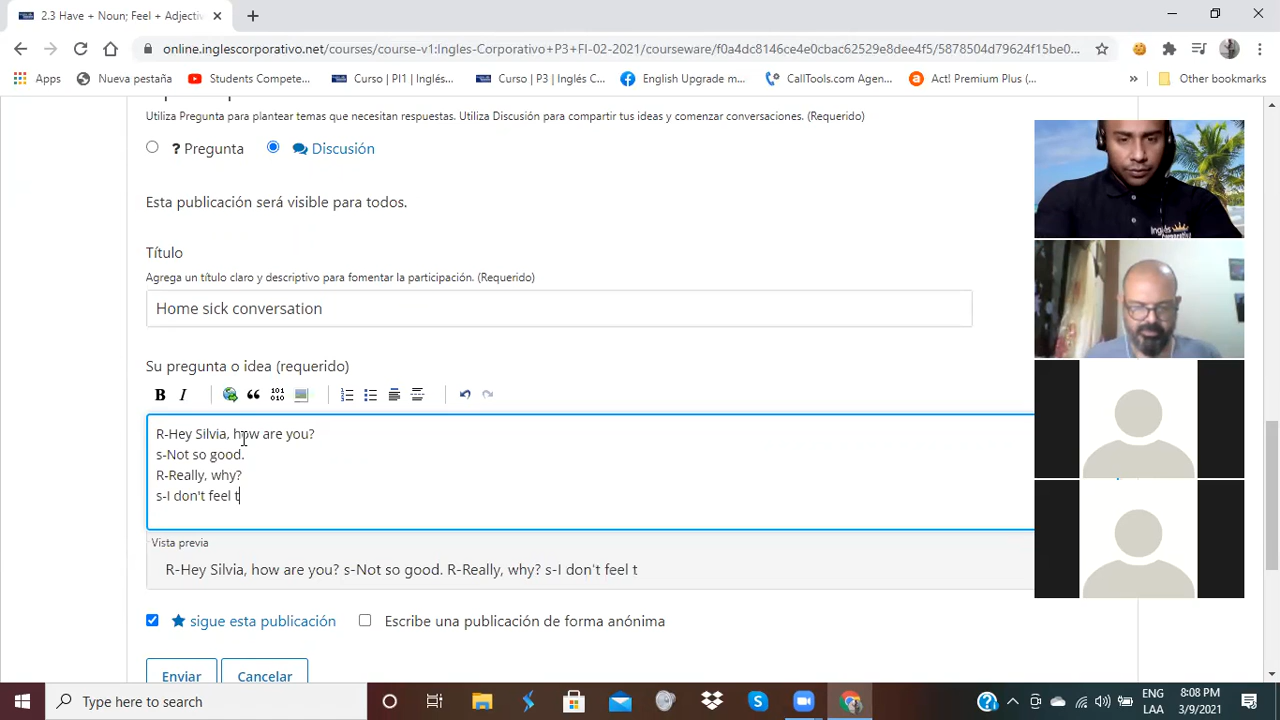 2.3 Have + Noun; Feel + Adjectiv
online.inglescorporativo.net/courses/course-v1:Ingles-Corporativo+P3+FI-02-2021/courseware/f0a4dc8146ce4e0cbac62529e8dee4f5/5878504d79624f15be0...
Apps Nueva pestaña Students Compete... Curso | PI1 | Inglés... Curso | P3 | Inglés C... English Upgrade m... CallTools.com Agen... Act! Premium Plus (... » Other bookmarks
Utiliza Pregunta para plantear temas que necesitan respuestas. Utiliza Discusión para compartir tus ideas y comenzar conversaciones. (Requerido)
? Pregunta Discusión
Esta publicación será visible para todos.
Título
Agrega un título claro y descriptivo para fomentar la participación. (Requerido)
Home sick conversation
Su pregunta o idea (requerido)
B I
R-Hey Silvia, how are you?
s-Not so good.
R-Really, why?
s-I don't feel t
Vista previa
R-Hey Silvia, how are you? s-Not so good. R-Really, why? s-I don't feel t
sigue esta publicación Escribe una publicación de forma anónima
Enviar Cancelar
Inglés
Type here to search
ENG
LAA
8:08 PM
3/9/2021